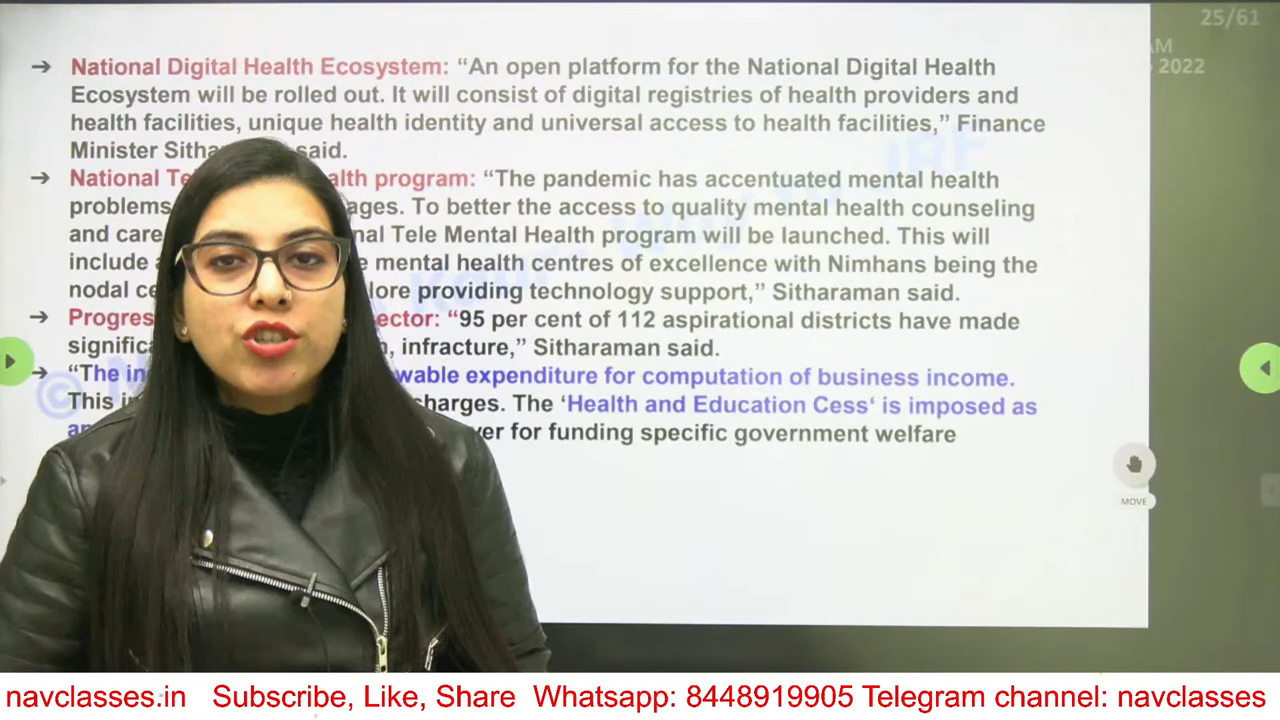 25/61
AM
2022
➔ National Digital Health Ecosystem: “An open platform for the National Digital Health
Ecosystem will be rolled out. It will consist of digital registries of health providers and
health facilities, unique health identity and universal access to health facilities,” Finance
Minister Sitha said.
➔ National Te alth program: “The pandemic has accentuated mental health
problems ages. To better the access to quality mental health counseling
and care nal Tele Mental Health program will be launched. This will
include a e mental health centres of excellence with Nimhans being the
nodal ce lore providing technology support,” Sitharaman said.
➔ Progres ector: “95 per cent of 112 aspirational districts have made
significa n, infracture,” Sitharaman said.
➔ “The in wable expenditure for computation of business income.
This in charges. The ‘Health and Education Cess‘ is imposed as
an ver for funding specific government welfare
MOVE
navclasses.in Subscribe, Like, Share Whatsapp: 8448919905 Telegram channel: navclasses